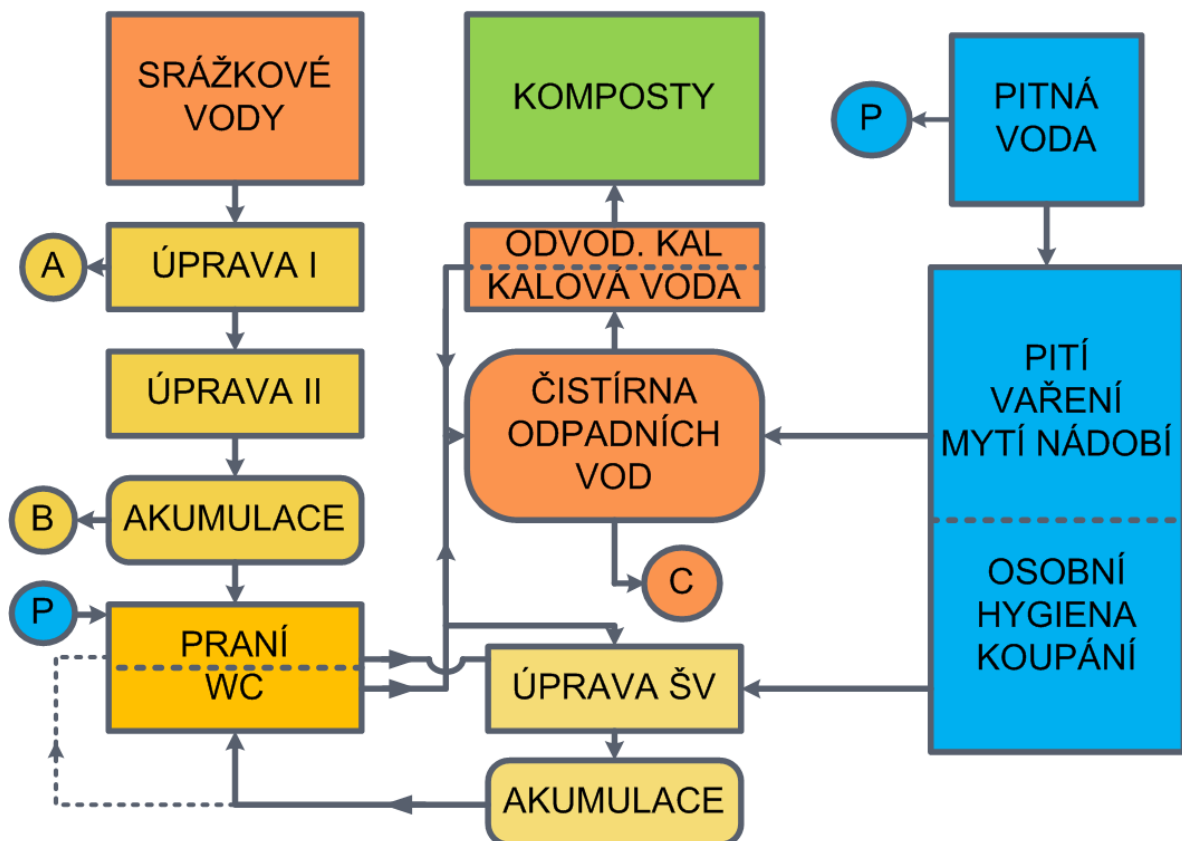 SRÁŽKOVÉ
VODY
KOMPOSTY
P
PITNÁ
VODA
A
ÚPRAVA I
ODVOD. KAL
KALOVÁ VODA
ÚPRAVA II
ČISTÍRNA
ODPADNÍCH
VOD
PITÍ
VAŘENÍ
MYTÍ NÁDOBÍ
B
AKUMULACE
C
OSOBNÍ
HYGIENA
KOUPÁNÍ
P
PRANÍ
WC
ÚPRAVA ŠV
AKUMULACE